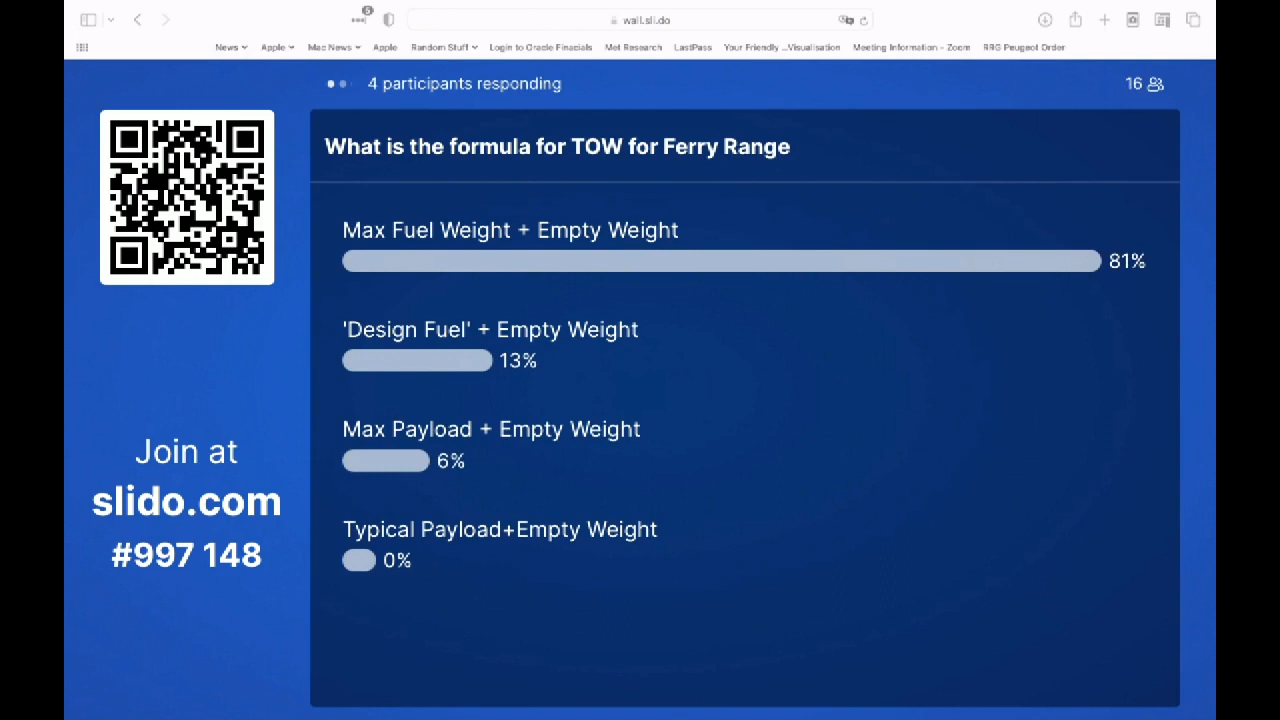 5
wall.sli.do
News
Apple
Mac News
Apple
Random Stuff
Login to Oracle Finacials
Met Research
LastPass
Your Friendly ...Visualisation
Meeting Information - Zoom
RRG Peugeot Order
4 participants responding
16
What is the formula for TOW for Ferry Range
Max Fuel Weight + Empty Weight
81%
'Design Fuel' + Empty Weight
13%
Max Payload + Empty Weight
6%
Typical Payload+Empty Weight
0%
Join at
slido.com
#997 148